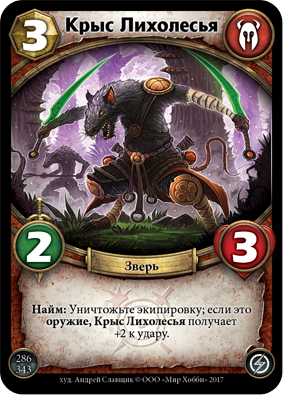 3
Крыс Лихолесья
2
3
Зверь
Найм: Уничтожьте экипировку; если это
оружие, Крыс Лихолесья получает
+2 к удару.
286
343
худ. Андрей Славщик © ООО «Мир Хобби» 2017